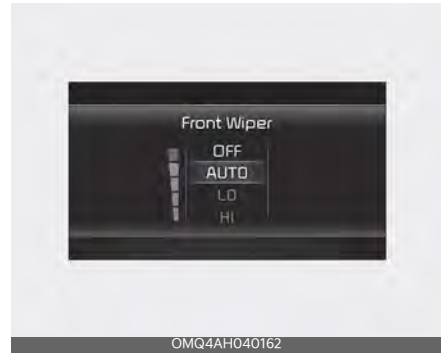 Front Wiper
OFF
AUTO
LO
HI
OMQ4AH040162